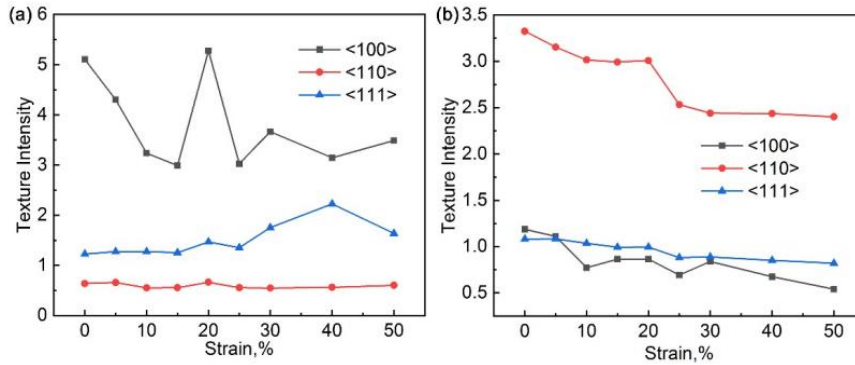 (a)
6
5
4
3
2
1
0
Texture Intensity
<100>
<110>
<111>
0 10 20 30 40 50
Strain,%
(b)
3.5
3.0
2.5
2.0
1.5
1.0
0.5
Texture Intensity
<100>
<110>
<111>
0 10 20 30 40 50
Strain,%